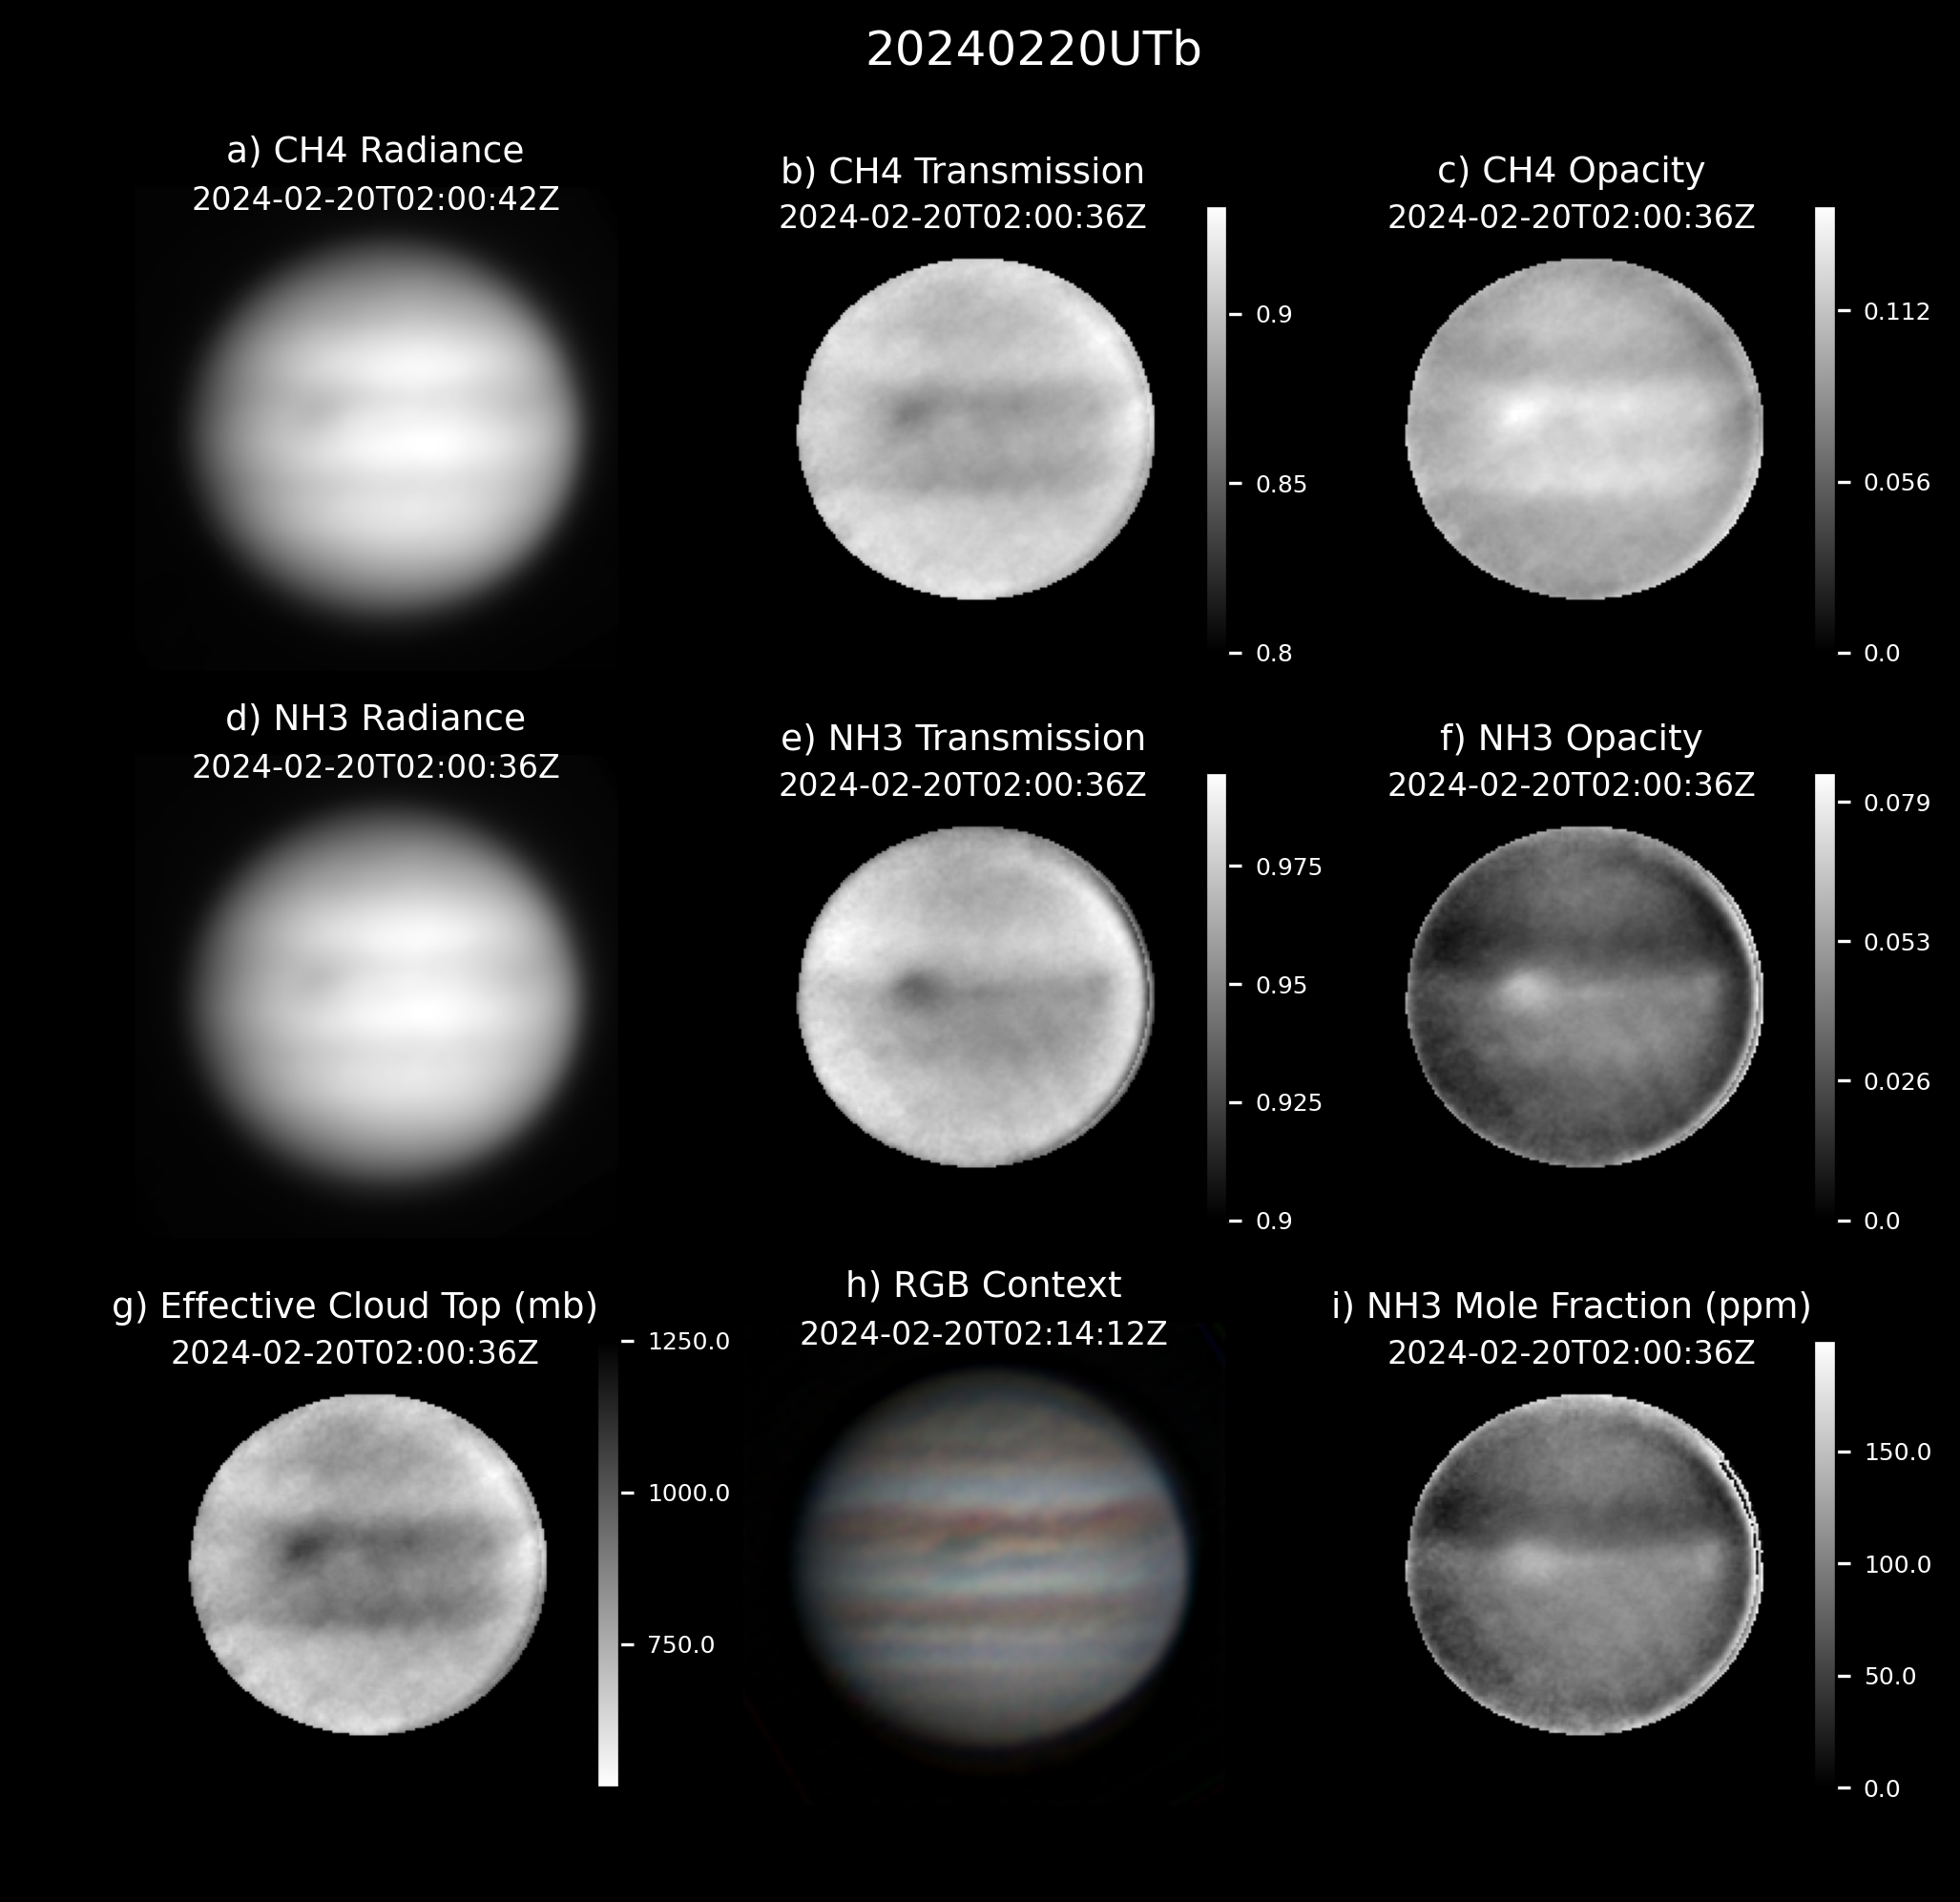 20240220UTb
a) CH4 Radiance
2024-02-20T02:00:42Z
b) CH4 Transmission
2024-02-20T02:00:36Z
0.9
0.85
0.8
c) CH4 Opacity
2024-02-20T02:00:36Z
0.112
0.056
0.0
d) NH3 Radiance
2024-02-20T02:00:36Z
e) NH3 Transmission
2024-02-20T02:00:36Z
0.975
0.95
0.925
0.9
f) NH3 Opacity
2024-02-20T02:00:36Z
0.079
0.053
0.026
0.0
g) Effective Cloud Top (mb)
2024-02-20T02:00:36Z
1250.0
1000.0
750.0
h) RGB Context
2024-02-20T02:14:12Z
i) NH3 Mole Fraction (ppm)
2024-02-20T02:00:36Z
150.0
100.0
50.0
0.0